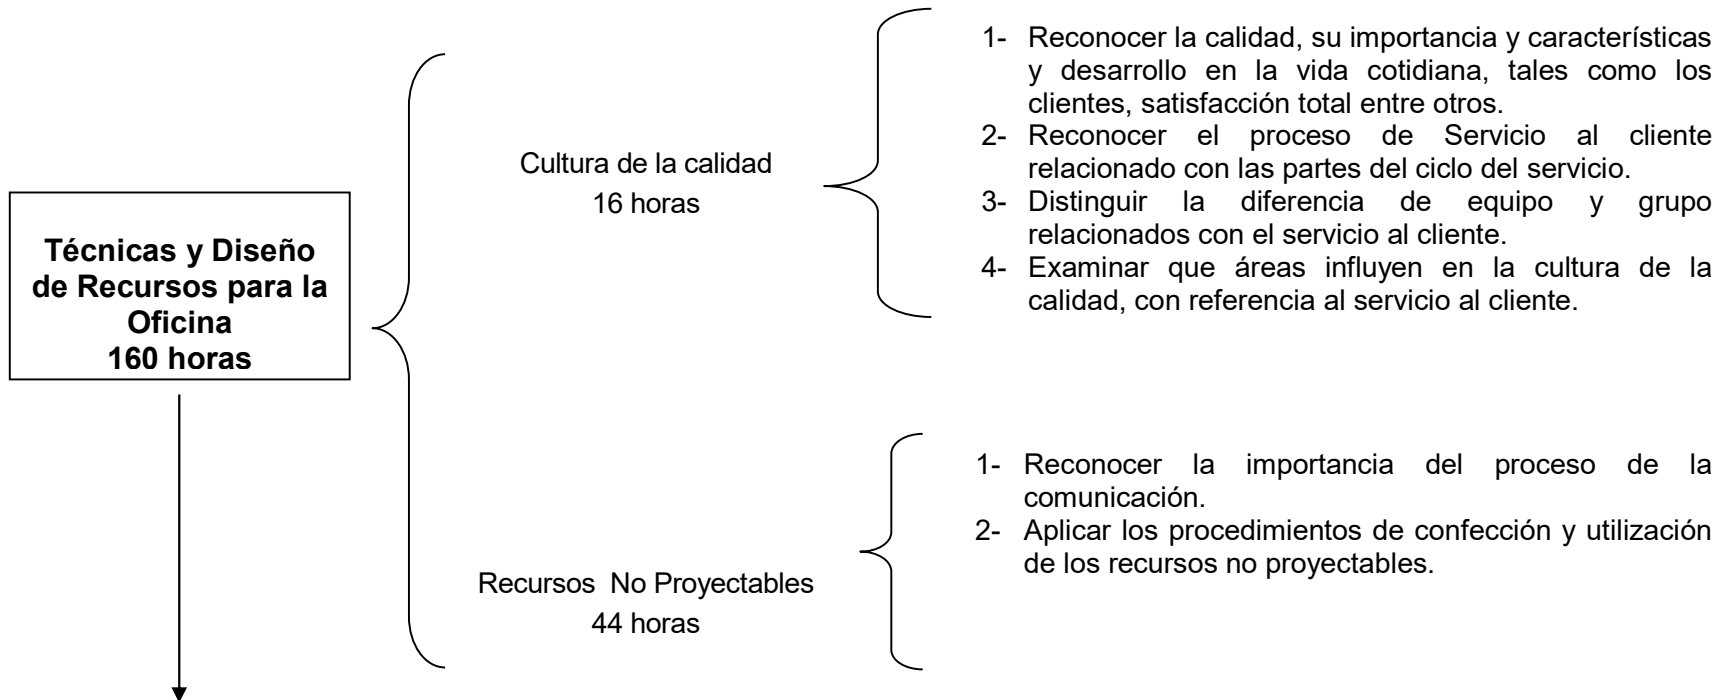 Técnicas y Diseño
de Recursos para la
Oficina
160 horas
Cultura de la calidad
16 horas
1- Reconocer la calidad, su importancia y características
y desarrollo en la vida cotidiana, tales como los
clientes, satisfacción total entre otros.
2- Reconocer el proceso de Servicio al cliente
relacionado con las partes del ciclo del servicio.
3- Distinguir la diferencia de equipo y grupo
relacionados con el servicio al cliente.
4- Examinar que áreas influyen en la cultura de la
calidad, con referencia al servicio al cliente.
Recursos No Proyectables
44 horas
1- Reconocer la importancia del proceso de la
comunicación.
2- Aplicar los procedimientos de confección y utilización
de los recursos no proyectables.